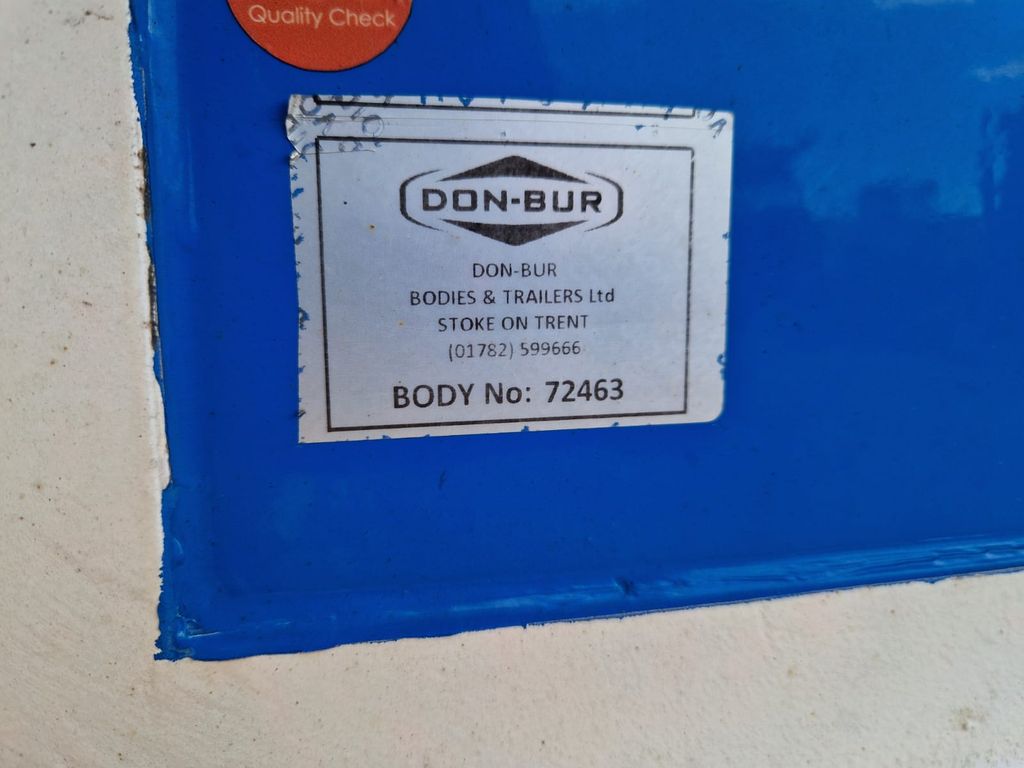 Quality Check
DON-BUR
DON-BUR
BODIES & TRAILERS Ltd
STOKE ON TRENT
(01782) 599666
BODY No: 72463